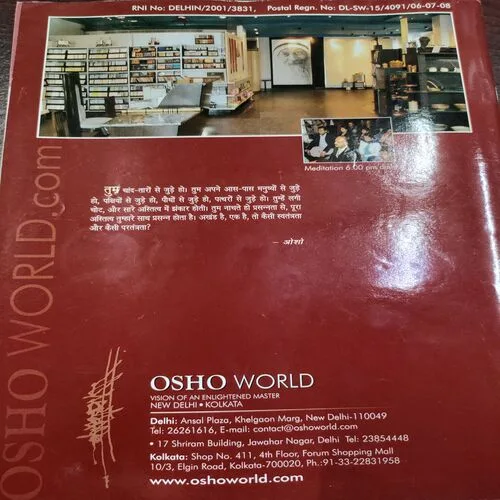 RNI No: DELHIN/2001/3831, Postal Regn. No: DL-SW-15/4091/06-07-08
Meditation 6.00 pm
OSHO WORLD.com
तुम चांद-तारों से जुड़े हो। तुम अपने आस-पास मनुष्यों से जुड़े
हो, पक्षियों से जुड़े हो, पौधों से जुड़े हो, पत्थरों से जुड़े हो। तुम्हें लगी
चोट, और सारे अस्तित्व में झंकार होती। तुम नाचते हो प्रसन्नता से, पूरा
अस्तित्व तुम्हारे साथ प्रसन्न होता है। अखंड है, एक है, तो कैसी स्वतंत्रता
और कैसी परतंत्रता?
- ओशो
OSHO WORLD
VISION OF AN ENLIGHTENED MASTER
NEW DELHI • KOLKATA
Delhi: Ansal Plaza, Khelgaon Marg, New Delhi-110049
Tel: 26261616, E-mail: contact@oshoworld.com
• 17 Shriram Building, Jawahar Nagar, Delhi Tel: 23854448
Kolkata: Shop No. 411, 4th Floor, Forum Shopping Mall
10/3, Elgin Road, Kolkata-700020, Ph.:91-33-22831958
www.oshoworld.com